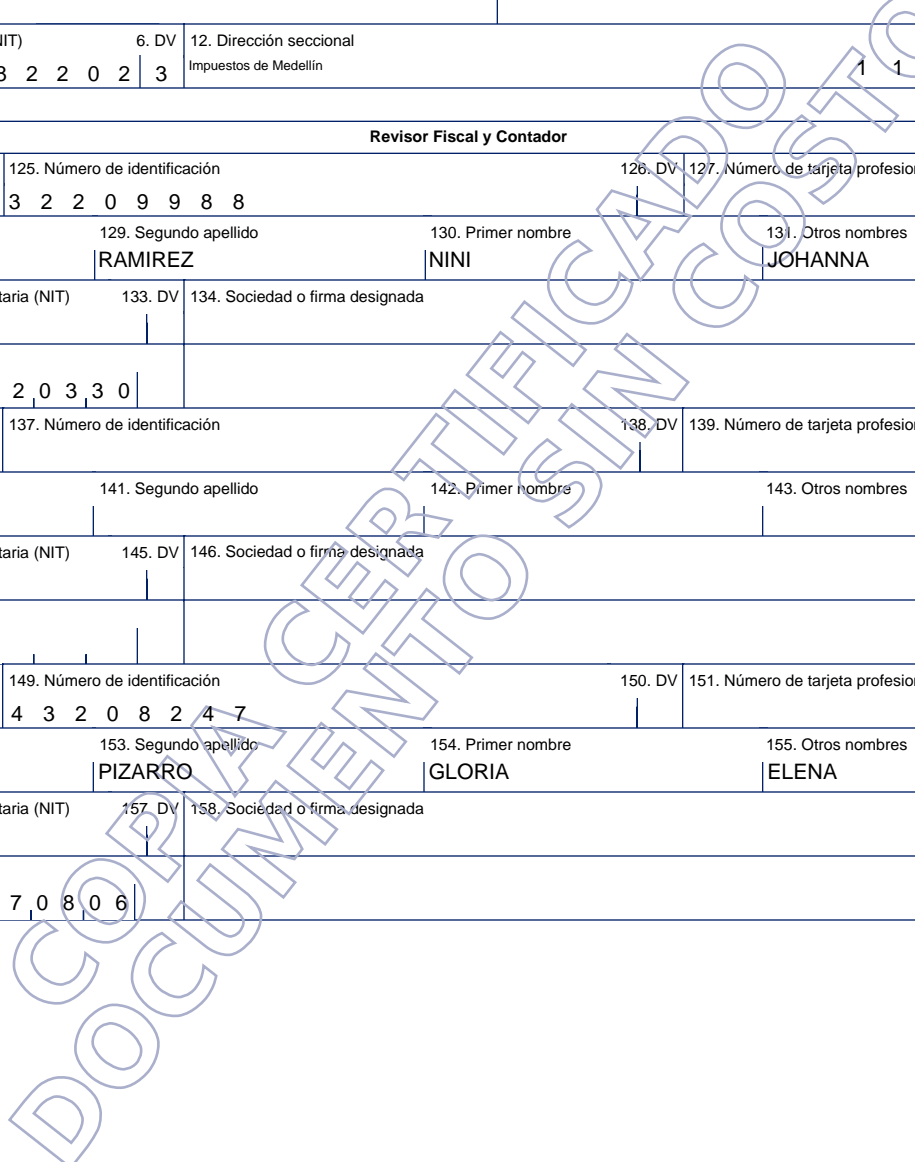 NIT) 6. DV 12. Dirección seccional
3 2 2 0 2 3 Impuestos de Medellín 1 1
Revisor Fiscal y Contador
125. Número de identificación 126. DV 127. Número de tarjeta profesion
3 2 2 0 9 9 8 8
129. Segundo apellido 130. Primer nombre 131. Otros nombres
RAMIREZ NINI JOHANNA
taria (NIT) 133. DV 134. Sociedad o firma designada
2 0 3 3 0
137. Número de identificación 138. DV 139. Número de tarjeta profesion
141. Segundo apellido 142. Primer nombre 143. Otros nombres
taria (NIT) 145. DV 146. Sociedad o firma designada
149. Número de identificación 150. DV 151. Número de tarjeta profesion
4 3 2 0 8 2 4 7
153. Segundo apellido 154. Primer nombre 155. Otros nombres
PIZARRO GLORIA ELENA
taria (NIT) 157. DV 158. Sociedad o firma designada
7 0 8 0 6
COPIA CERTIFICADO
DOCUMENTO SIN COSTO